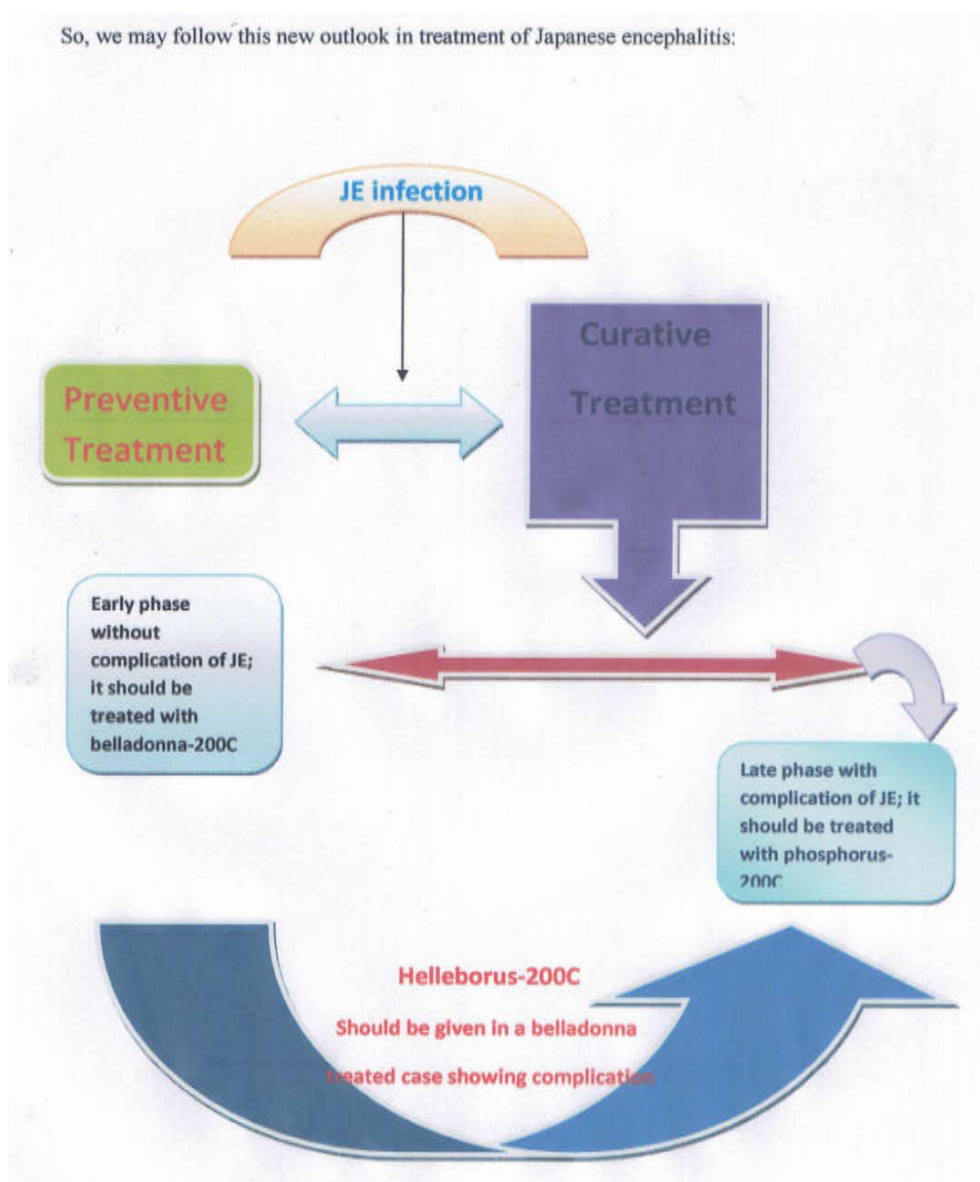 So, we may follow this new outlook in treatment of Japanese encephalitis:
JE infection
Preventive
Treatment
Curative
Treatment
Early phase
without
complication of JE;
it should be
treated with
belladonna-200C
Late phase with
complication of JE; it
should be treated
with phosphorus-
200C
Helleborus-200C
Should be given in a belladonna
treated case showing complication